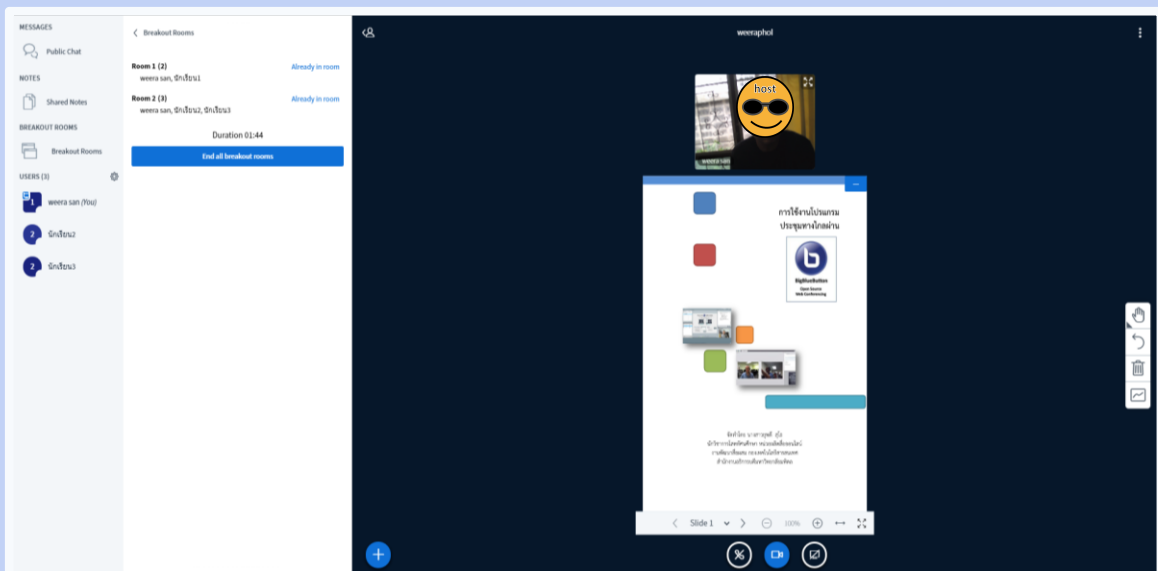 MESSAGES
Public Chat
NOTES
Shared Notes
BREAKOUT ROOMS
Breakout Rooms
USERS (3)
1 weera san (You)
2 นักเรียน2
2 นักเรียน3
Breakout Rooms
Room 1 (2) Already in room
weera san, นักเรียน1
Room 2 (3) Already in room
weera san, นักเรียน2, นักเรียน3
Duration 01:44
End all breakout rooms
weeraphol
host
weera san
การใช้งานโปรแกรม
ประชุมทางไกลผ่าน
b
BigBlueButton
Open Source
Web Conferencing
Slide 1
100%